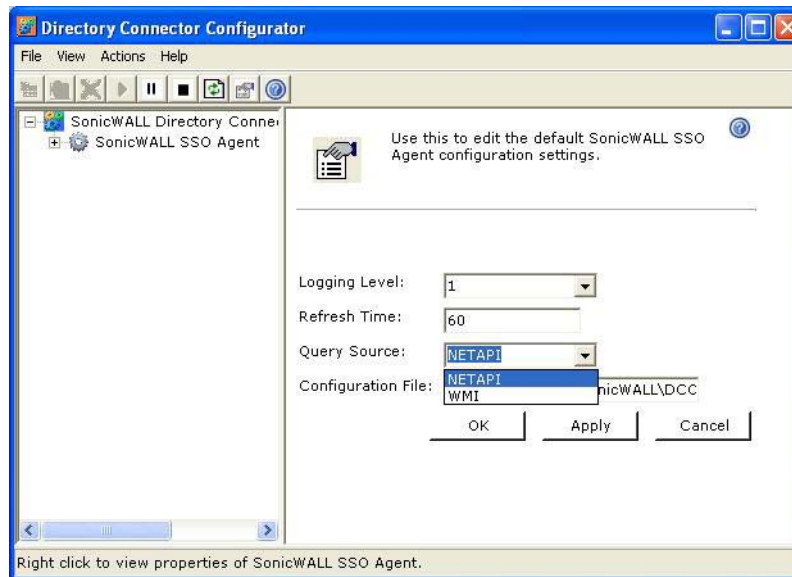 Directory Connector Configurator
File View Actions Help
SonicWALL Directory Conne
SonicWALL SSO Agent
Use this to edit the default SonicWALL SSO
Agent configuration settings.
Logging Level:
1
Refresh Time:
60
Query Source:
NETAPI
NETAPI
WMI
Configuration File:
nicWALL\DCC
OK Apply Cancel
Right click to view properties of SonicWALL SSO Agent.